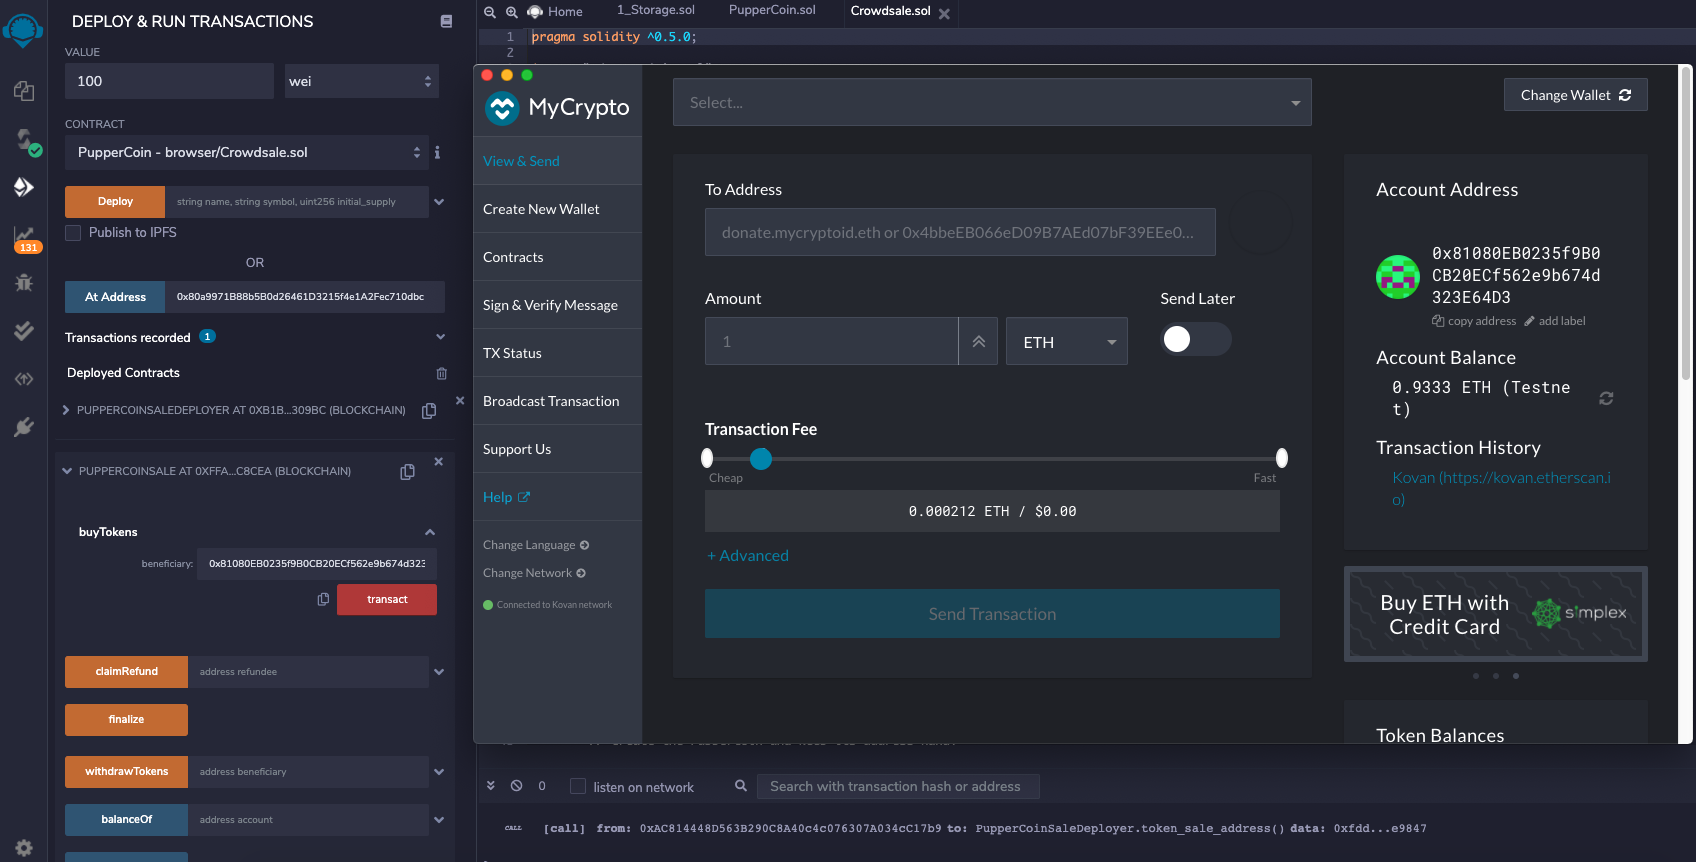 DEPLOY & RUN TRANSACTIONS
VALUE
100
wei
CONTRACT
PupperCoin - browser/Crowdsale.sol
i
Deploy
string name, string symbol, uint256 initial_supply
Publish to IPFS
OR
At Address
0x80a9971B88b5B0d26461D3215f4e1A2Fec710dbc
Transactions recorded
1
Deployed Contracts
PUPPERCOINSALEDEPLOYER AT 0XB1B...309BC (BLOCKCHAIN)
PUPPERCOINSALE AT 0XFFA...C8CEA (BLOCKCHAIN)
buyTokens
beneficiary:
0x81080EB0235f9B0CB20ECf562e9b674d323
transact
claimRefund
address refundee
finalize
withdrawTokens
address beneficiary
balanceOf
address account
131
Home
1_Storage.sol
PupperCoin.sol
Crowdsale.sol
1
pragma solidity ^0.5.0;
2
MyCrypto
View & Send
Create New Wallet
Contracts
Sign & Verify Message
TX Status
Broadcast Transaction
Support Us
Help
Change Language
Change Network
Connected to Kovan network
Select...
Change Wallet
To Address
donate.mycryptoid.eth or 0x4bbeEB066eD09B7AEd07bF39EEe0...
Amount
1
ETH
Send Later
Transaction Fee
Cheap
Fast
0.000212 ETH / $0.00
+ Advanced
Send Transaction
Account Address
0x81080EB0235f9B0
CB20ECf562e9b674d
323E64D3
copy address
add label
Account Balance
0.9333 ETH (Testne
t)
Transaction History
Kovan (https://kovan.etherscan.i
o)
Buy ETH with
Credit Card
simplex
Token Balances
0
listen on network
Search with transaction hash or address
CALL
[call] from: 0xAC814448D563B290C8A40c4c076307A034cC17b9 to: PupperCoinSaleDeployer.token_sale_address() data: 0xfdd...e9847